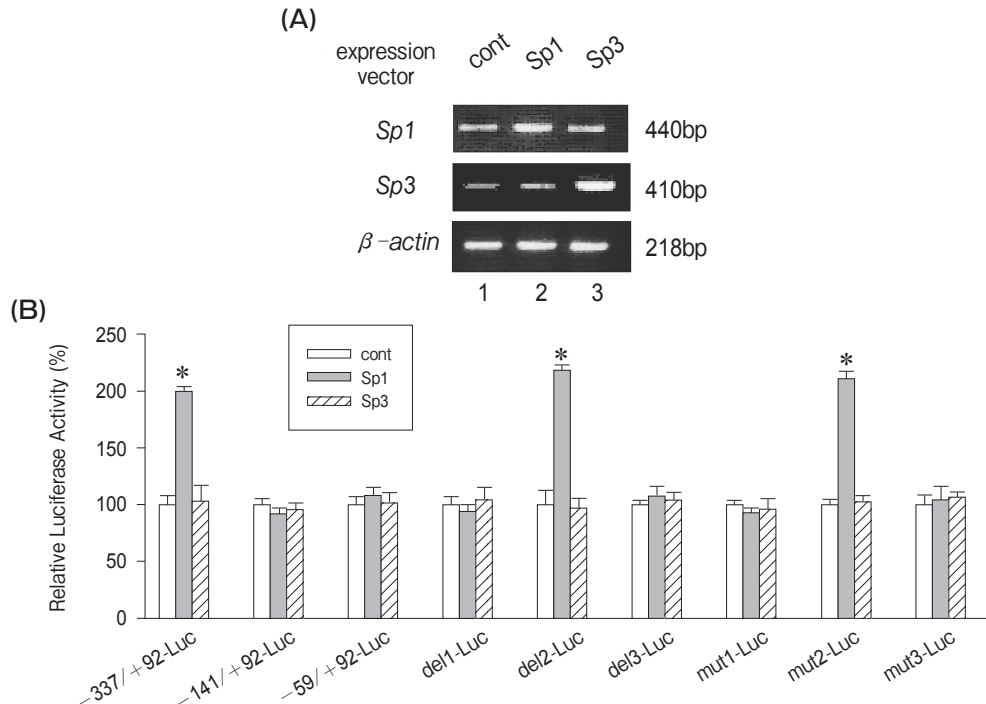 (A)
expression
vector
cont Sp1 Sp3
Sp1 440bp
Sp3 410bp
β-actin 218bp
1 2 3
(B)
Relative Luciferase Activity (%)
250
200
150
100
50
0
cont
Sp1
Sp3
*
*
*
−337/+92-Luc
−141/+92-Luc
−59/+92-Luc
del1-Luc
del2-Luc
del3-Luc
mut1-Luc
mut2-Luc
mut3-Luc